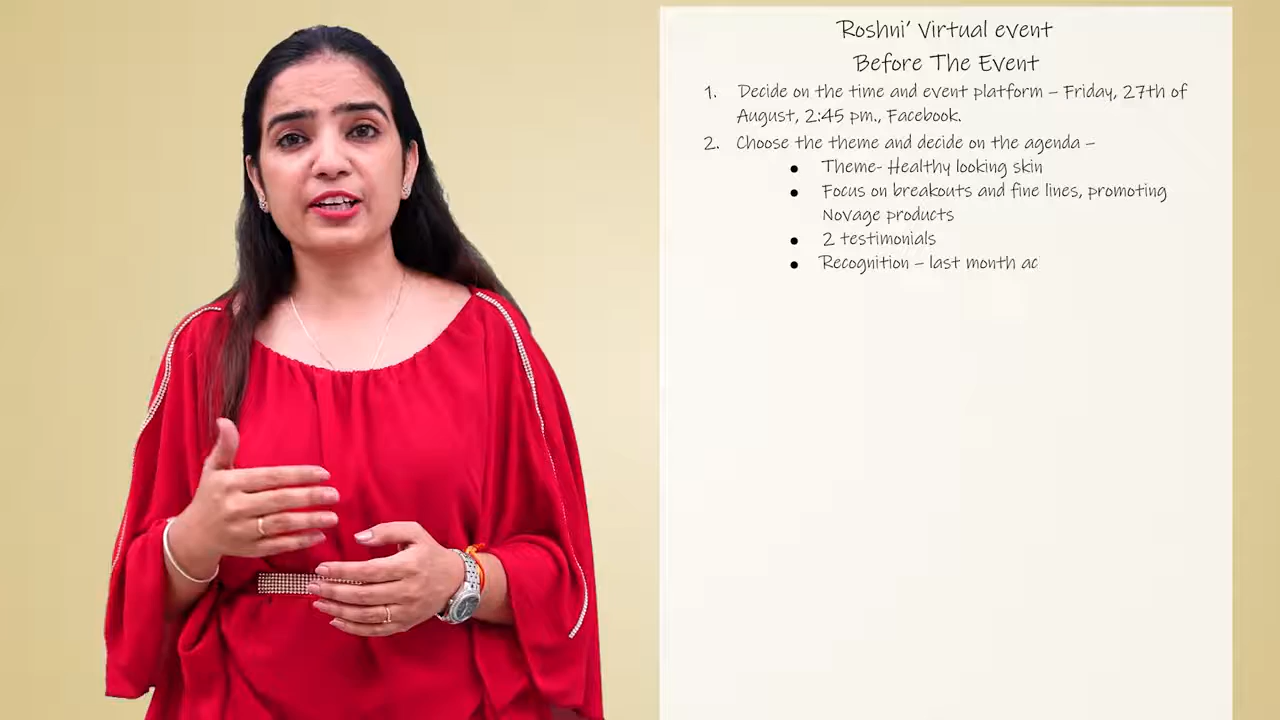 'Roshni' Virtual event
Before The Event
1. Decide on the time and event platform – Friday, 27th of
August, 2:45 pm., Facebook.
2. Choose the theme and decide on the agenda –
● Theme- Healthy looking skin
● Focus on breakouts and fine lines, promoting
Novage products
● 2 testimonials
● Recognition – last month ac